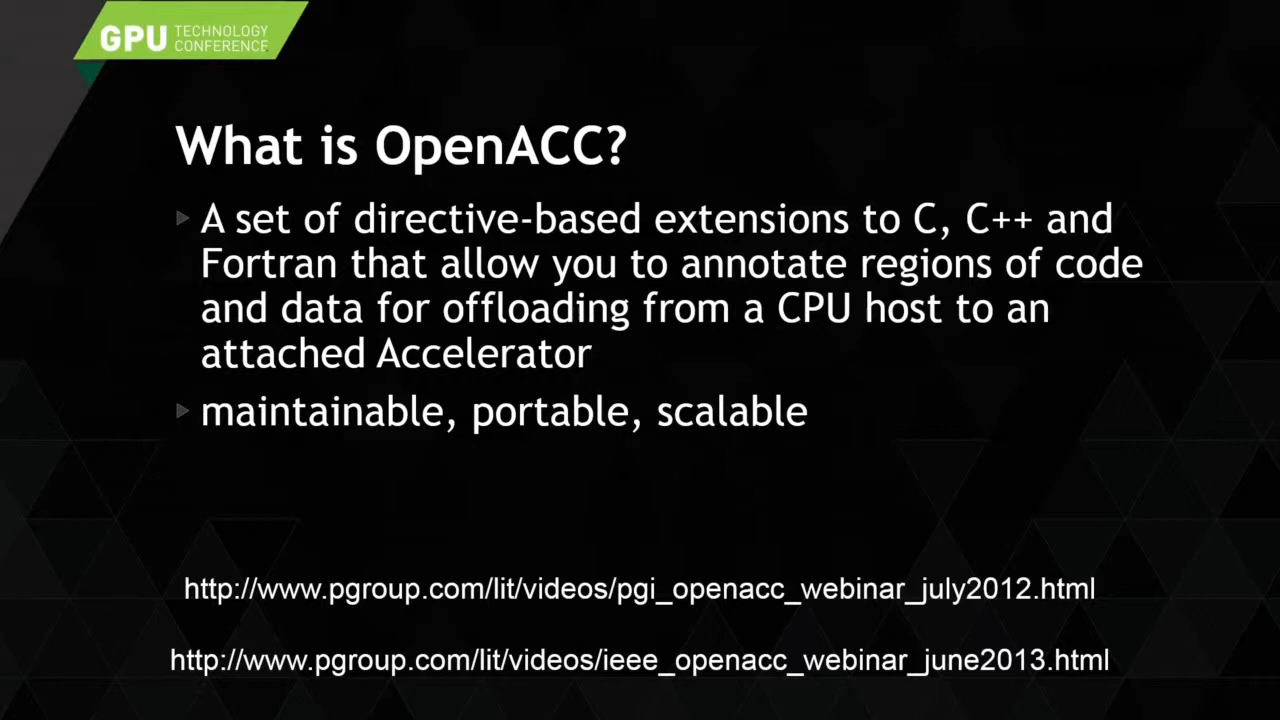 GPU TECHNOLOGY
CONFERENCE
What is OpenACC?
A set of directive-based extensions to C, C++ and
Fortran that allow you to annotate regions of code
and data for offloading from a CPU host to an
attached Accelerator
maintainable, portable, scalable
http://www.pgroup.com/lit/videos/pgi_openacc_webinar_july2012.html
http://www.pgroup.com/lit/videos/ieee_openacc_webinar_june2013.html